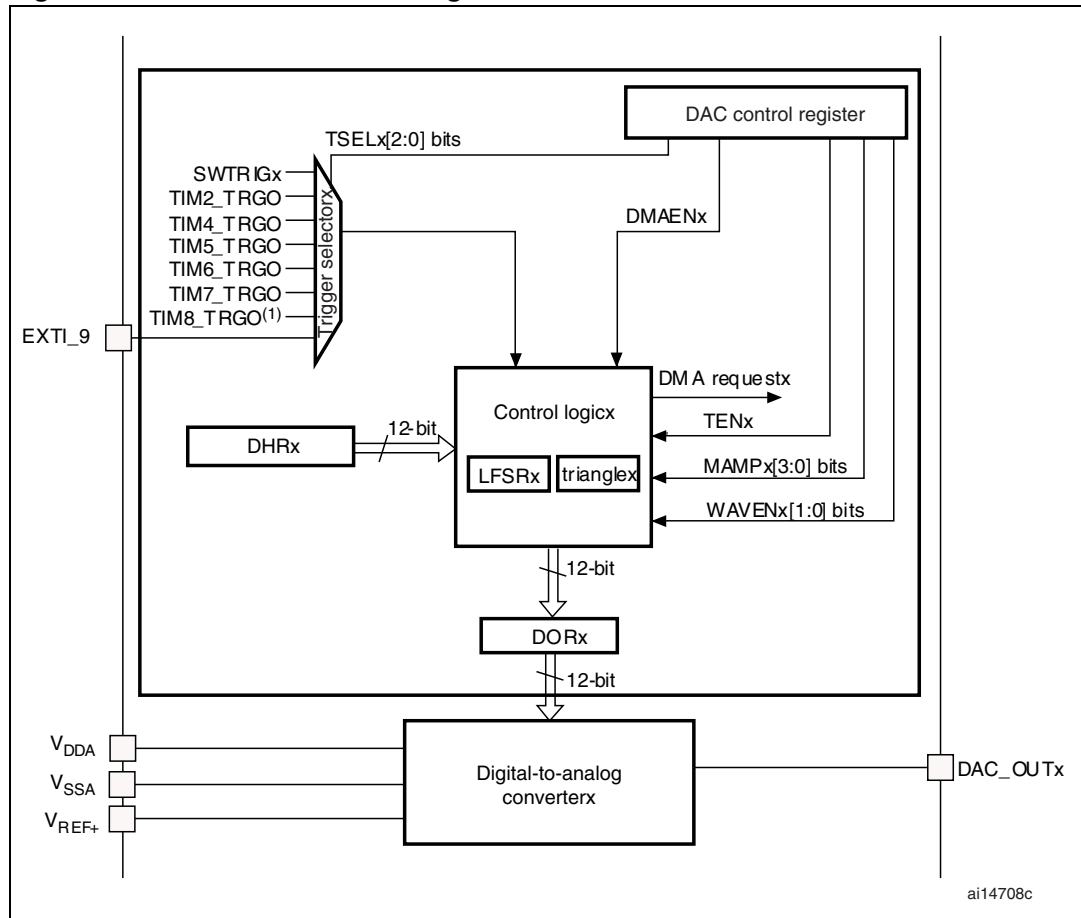 DAC control register
TSELx[2:0] bits
SWTRIGx
TIM2_TRGO
TIM4_TRGO
TIM5_TRGO
TIM6_TRGO
TIM7_TRGO
TIM8_TRGO(1)
EXTI_9
Trigger selectorx
DMAENx
DMA requestx
Control logicx
TENx
12-bit
DHRx
LFSRx
trianglex
MAMPx[3:0] bits
WAVENx[1:0] bits
12-bit
DORx
12-bit
VDDA
VSSA
VREF+
Digital-to-analog
converterx
DAC_OUTx
ai14708c